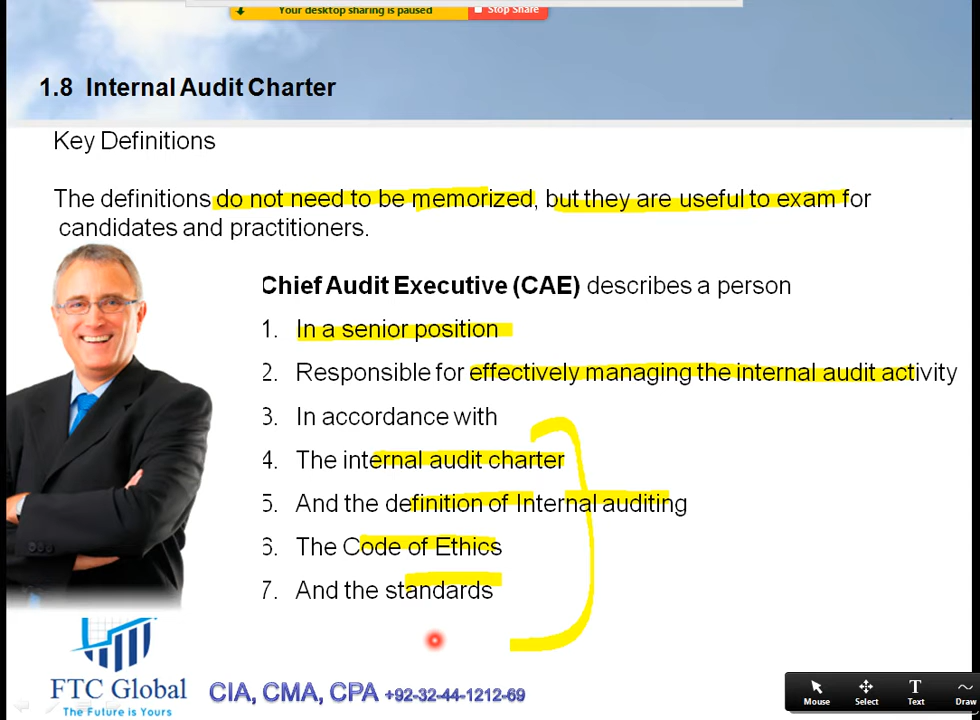 Your desktop sharing is paused
Stop Share
1.8 Internal Audit Charter
Key Definitions
The definitions do not need to be memorized, but they are useful to exam for
candidates and practitioners.
Chief Audit Executive (CAE) describes a person
1. In a senior position
2. Responsible for effectively managing the internal audit activity
3. In accordance with
4. The internal audit charter
5. And the definition of Internal auditing
6. The Code of Ethics
7. And the standards
FTC Global
The Future is Yours
CIA, CMA, CPA +92-32-44-1212-69
Mouse
Select
Text
Draw